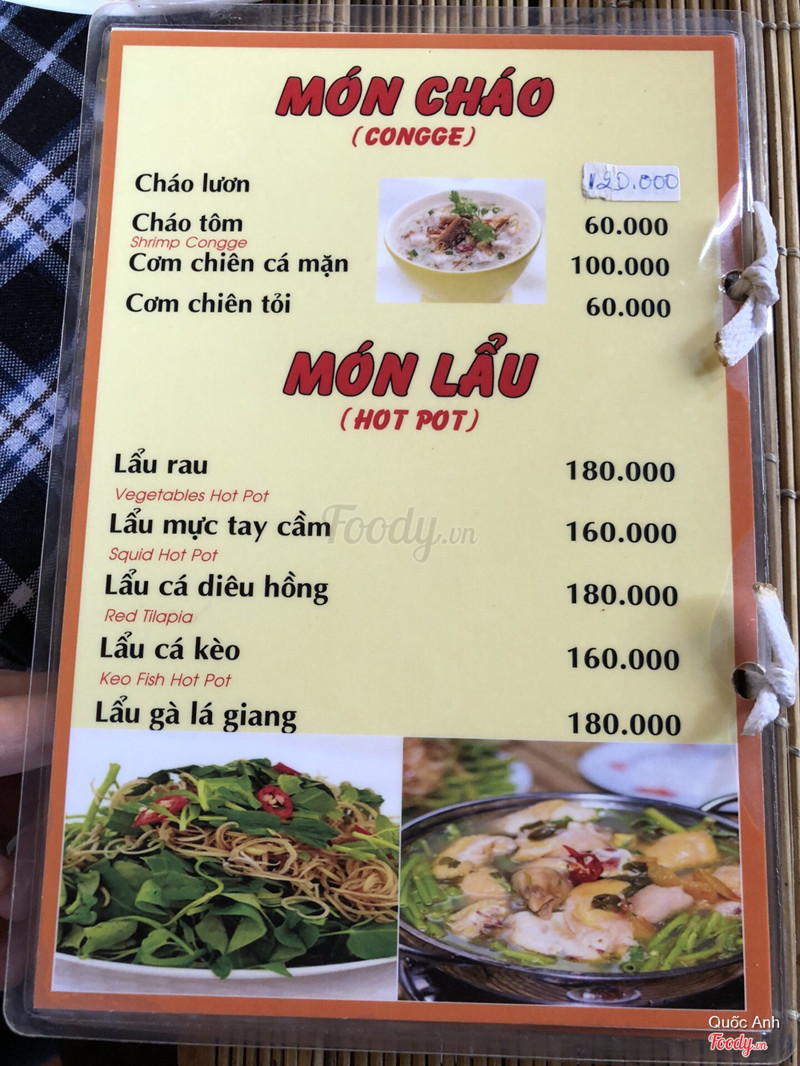 MÓN CHÁO
(CONGGE)
Cháo lươn 120.000
Cháo tôm 60.000
Shrimp Congge
Cơm chiên cá mặn 100.000
Cơm chiên tỏi 60.000
MÓN LẨU
(HOT POT)
Lẩu rau 180.000
Vegetables Hot Pot
Lẩu mực tay cầm 160.000
Squid Hot Pot
Foody.vn
Lẩu cá diêu hồng 180.000
Red Tilapia
Lẩu cá kèo 160.000
Keo Fish Hot Pot
Lẩu gà lá giang 180.000
Quốc Anh
Foody.vn